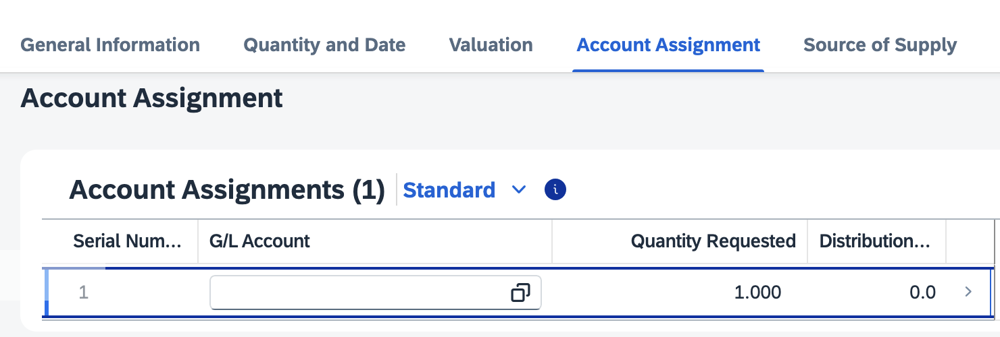 General Information Quantity and Date Valuation Account Assignment Source of Supply
Account Assignment
Account Assignments (1) Standard
Serial Num... G/L Account Quantity Requested Distribution...
1 1.000 0.0